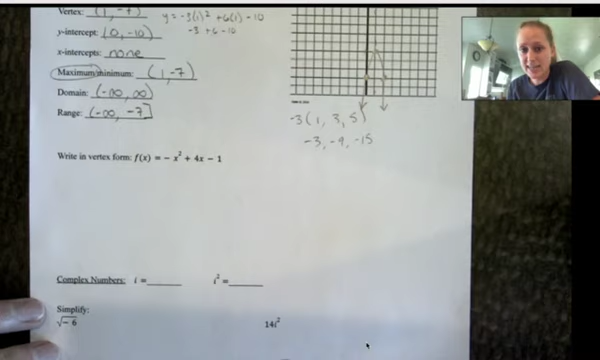 Vertex: (1, -7)
y = -3(1)² + 6(1) - 10
-3 + 6 - 10
y-intercept: (0, -10)
x-intercepts: none
Maximum/minimum: (1, -7)
Domain: (-∞, ∞)
Range: (-∞, -7]
-3(1, 3, 5)
-3, -9, -15
Write in vertex form: f(x) = - x² + 4x - 1
Complex Numbers: i = ______ i² = ______
Simplify:
√-6 14i²